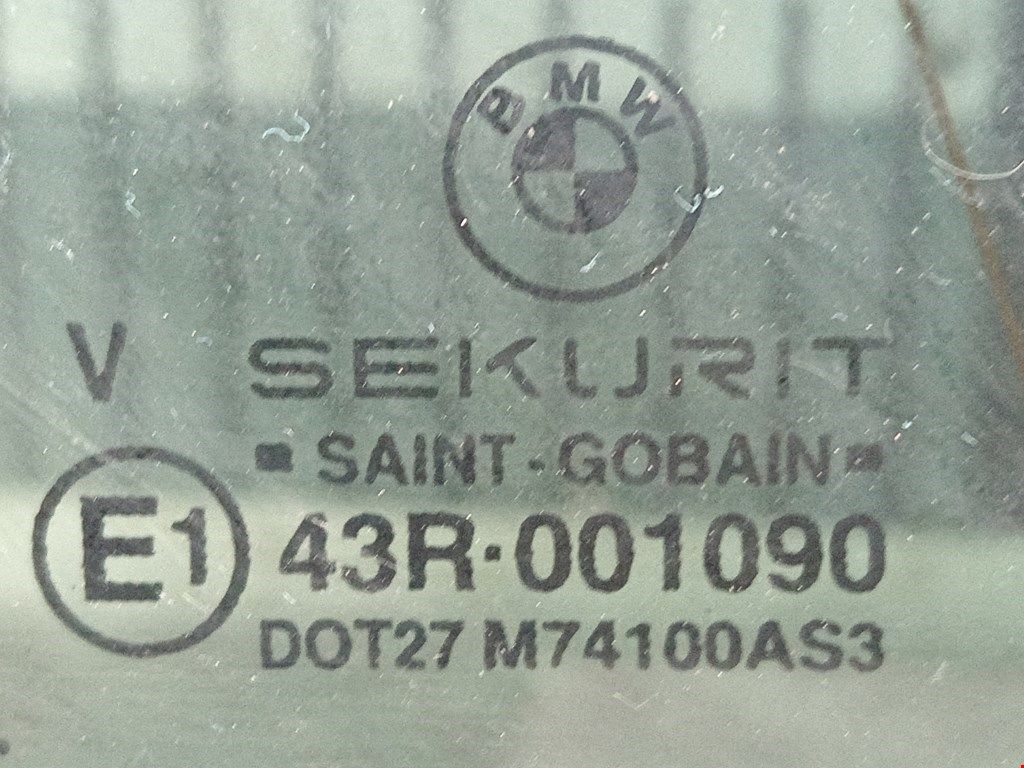 BMW
V SEKURIT
SAINT-GOBAIN
E1 43R-001090
DOT27 M74100AS3